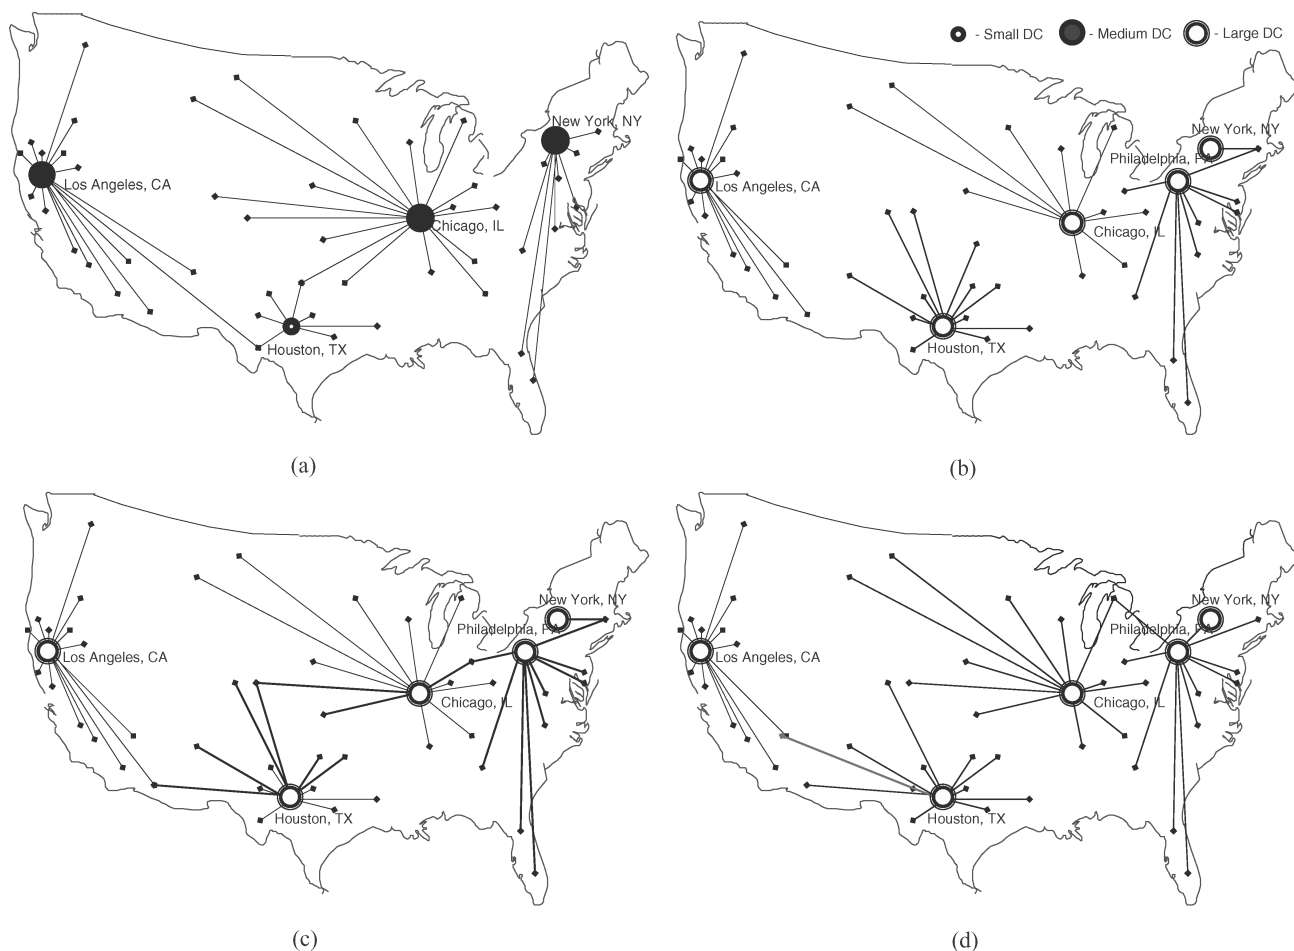 - Small DC - Medium DC - Large DC
New York, NY
Los Angeles, CA
Chicago, IL
Houston, TX
(a)
New York, NY
Philadelphia, PA
Los Angeles, CA
Chicago, IL
Houston, TX
(b)
New York, NY
Philadelphia, PA
Los Angeles, CA
Chicago, IL
Houston, TX
(c)
New York, NY
Philadelphia, PA
Los Angeles, CA
Chicago, IL
Houston, TX
(d)